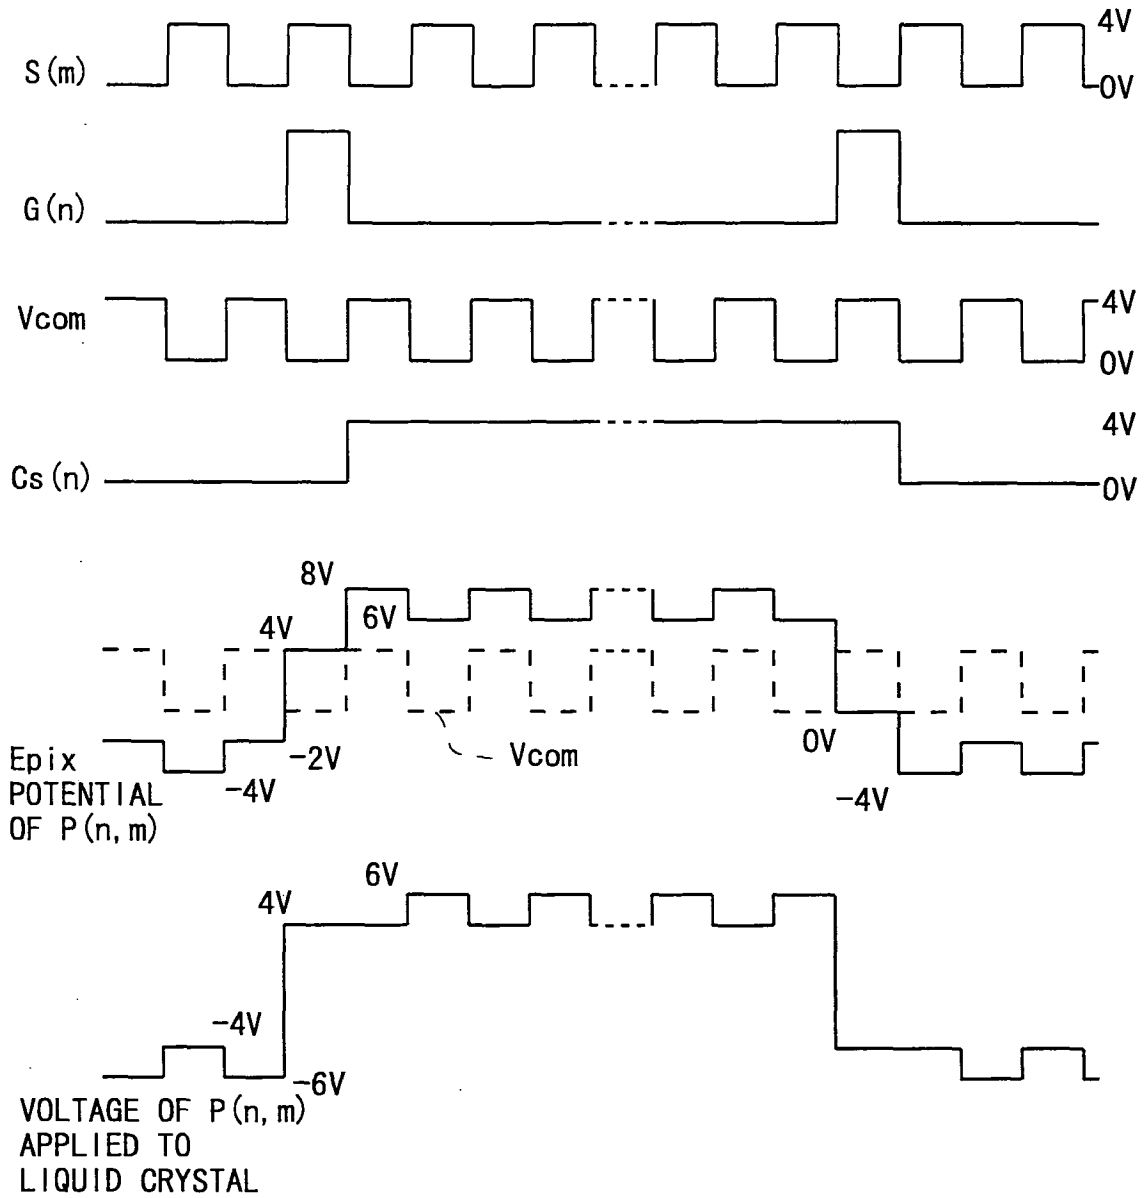 4V
S(m)
0V
G(n)
Vcom
4V
0V
4V
Cs(n)
0V
8V
4V
6V
-2V
-4V
Vcom
0V
-4V
Epix
POTENTIAL
OF P(n,m)
6V
4V
-4V
-6V
VOLTAGE OF P(n,m)
APPLIED TO
LIQUID CRYSTAL